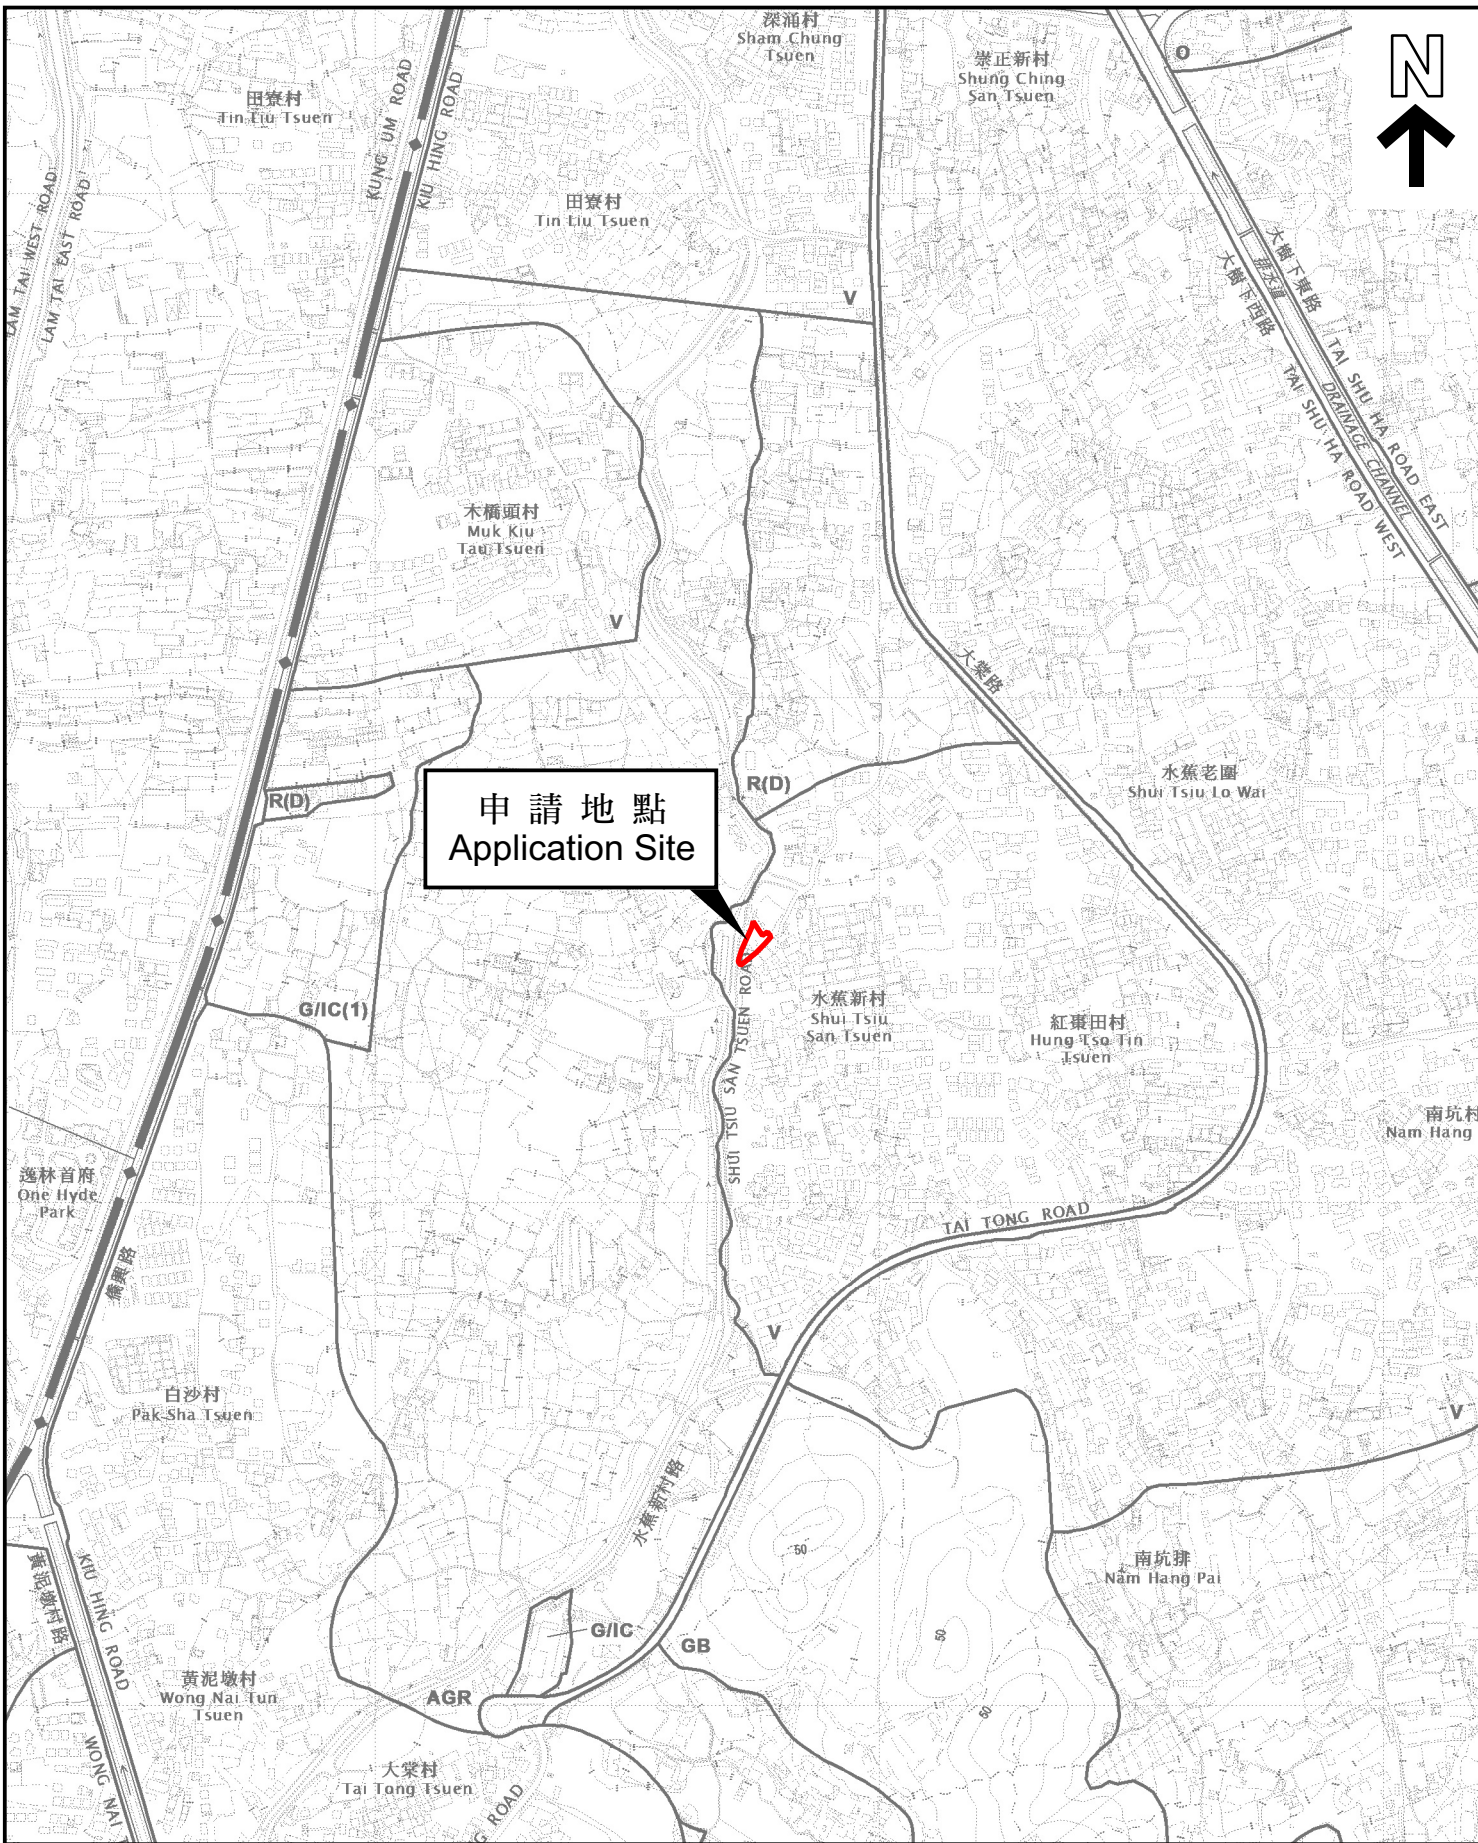 深涌村
Sham Chung
Tsuen
崇正新村
Shung Ching
San Tsuen
O
N
田寮村
Tin Liu Tsuen
KUNG UM ROAD
KIU HING ROAD
LAM TAI WEST ROAD
LAM TAI EAST ROAD
田寮村
Tin Liu Tsuen
V
大樹下東路
排水道
大樹下西路
TAI SHU HA ROAD EAST
DRAINAGE CHANNEL
TAI SHU HA ROAD WEST
木橋頭村
Muk Kiu
Tau Tsuen
V
大棠路
水蕉老圍
Shui Tsiu Lo Wai
R(D)
R(D)
申請地點
Application Site
水蕉新村
Shui Tsiu
San Tsuen
紅棗田村
Hung Tso Tin
Tsuen
G/IC(1)
SHUI TSIU SAN TSUEN ROAD
南坑村
Nam Hang
逸林首府
One Hyde
Park
TAI TONG ROAD
僑興路
V
白沙村
Pak Sha Tsuen
V
水蕉新村路
50
南坑排
Nam Hang Pai
黃泥墩村路
KIU HING ROAD
G/IC
GB
50
黃泥墩村
Wong Nai Tun
Tsuen
AGR
50
WONG NAI T
大棠村
Tai Tong Tsuen
G ROAD